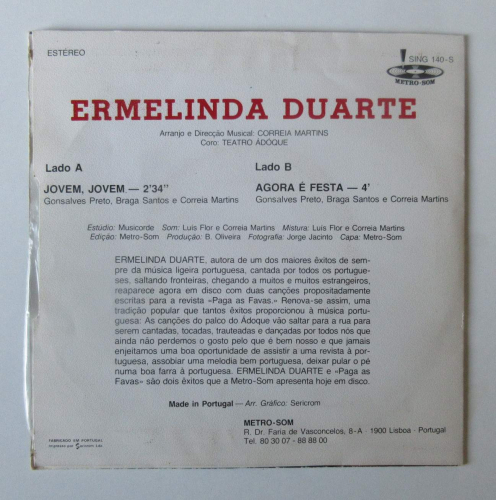 ESTÉREO
SING 140-S
METRO-SOM
ERMELINDA DUARTE
Arranjo e Direcção Musical: CORREIA MARTINS
Coro: TEATRO ÁDÓQUE
Lado A
JOVEM, JOVEM — 2'34"
Gonsalves Preto, Braga Santos e Correia Martins
Lado B
AGORA É FESTA — 4'
Gonsalves Preto, Braga Santos e Correia Martins
Estúdio: Musicorde Som: Luís Flor e Correia Martins Mistura: Luís Flor e Correia Martins
Edição: Metro-Som Produção: B. Oliveira Fotografia: Jorge Jacinto Capa: Metro-Som
ERMELINDA DUARTE, autora de um dos maiores êxitos de sem-
pre da música ligeira portuguesa, cantada por todos os portugue-
ses, saltando fronteiras, chegando a muitos e muitos estrangeiros,
reaparece agora em disco com duas canções propositadamente
escritas para a revista «Paga as Favas.» Renova-se assim, uma
tradição popular que tantos êxitos proporcionou à música portu-
guesa: As canções do palco do Ádoque vão saltar para a rua para
serem cantadas, tocadas, trauteadas e dançadas por todos nós que
ainda não perdemos o gosto pelo que é bem nosso e que jamais
enjeitamos uma boa oportunidade de assistir a uma revista à por-
tuguesa, assobiar uma melodia bem portuguesa, deixar pular o pé
numa boa farra à portuguesa. ERMELINDA DUARTE e «Paga as
Favas» são dois êxitos que a Metro-Som apresenta hoje em disco.
Made in Portugal — Arr. Gráfico: Sericrom
FABRICADO EM PORTUGAL
METRO-SOM
R. Dr. Faria de Vasconcelos, 8-A · 1900 Lisboa · Portugal
Tel. 80 30 07 - 88 88 00